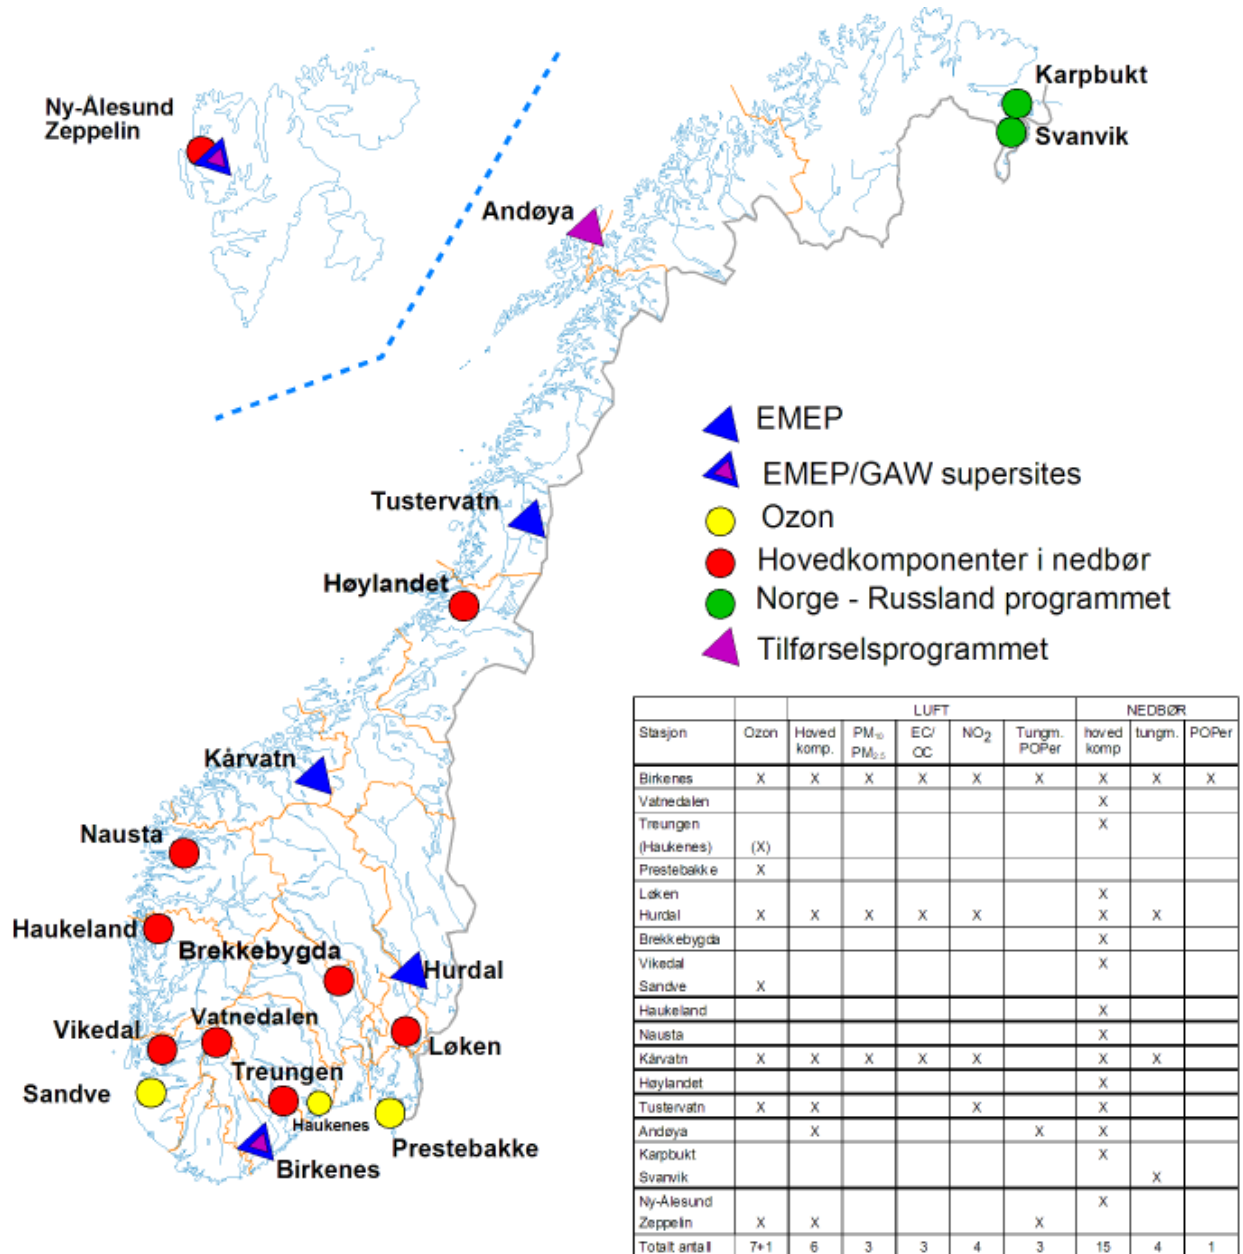 Ny-Ålesund
Zeppelin
Karpbukt
Svanvik
Andøya
Tustervatn
Høylandet
Kårvatn
Nausta
Haukeland
Brekkebygda
Hurdal
Vikedal
Vatnedalen
Løken
Treungen
Sandve
Haukenes
Prestebakke
Birkenes
EMEP
EMEP/GAW supersites
Ozon
Hovedkomponenter i nedbør
Norge - Russland programmet
Tilførselsprogrammet
LUFT NEDBØR
Stasjon Ozon Hoved komp. PM₁₀ PM₂.₅ EC/ OC NO₂ Tungm. POPer hoved komp tungm. POPer
Birkenes X X X X X X X X X
Vatnedalen X
Treungen X
(Haukenes) (X)
Prestebakke X
Løken X
Hurdal X X X X X X X
Brekkebygda X
Vikedal X
Sandve X
Haukeland X
Nausta X
Kårvatn X X X X X X X
Høylandet X
Tustervatn X X X X
Andøya X X X
Karpbukt X
Svanvik X
Ny-Ålesund X
Zeppelin X X X
Totalt antall 7+1 6 3 3 4 3 15 4 1